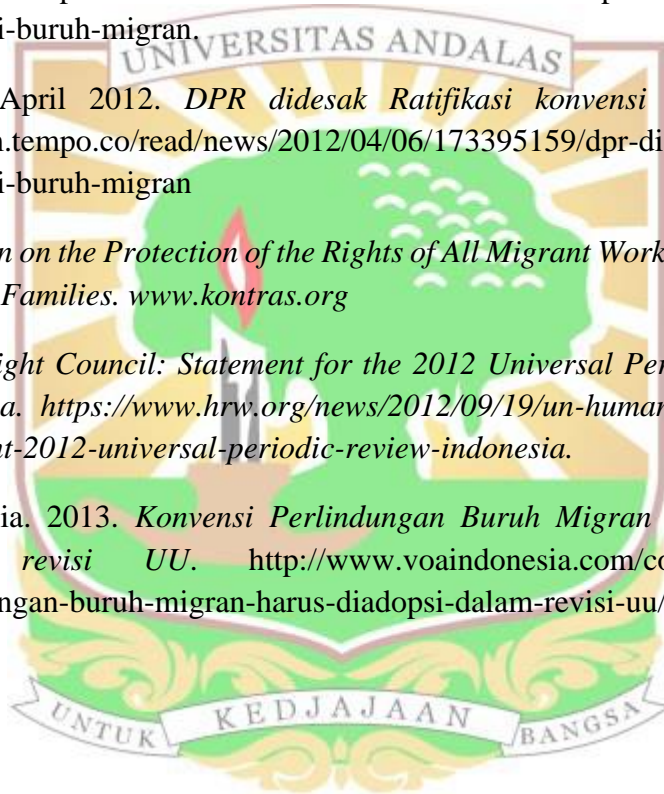 i-buruh-migran.
UNIVERSITAS ANDALAS
April 2012. DPR didesak Ratifikasi konvensi
.tempo.co/read/news/2012/04/06/173395159/dpr-di
i-buruh-migran
n on the Protection of the Rights of All Migrant Work
Families. www.kontras.org
ight Council: Statement for the 2012 Universal Per
a. https://www.hrw.org/news/2012/09/19/un-human
nt-2012-universal-periodic-review-indonesia.
ia. 2013. Konvensi Perlindungan Buruh Migran
revisi UU. http://www.voaindonesia.com/co
ngan-buruh-migran-harus-diadopsi-dalam-revisi-uu/
UNTUK KEDJAJAAN BANGSA